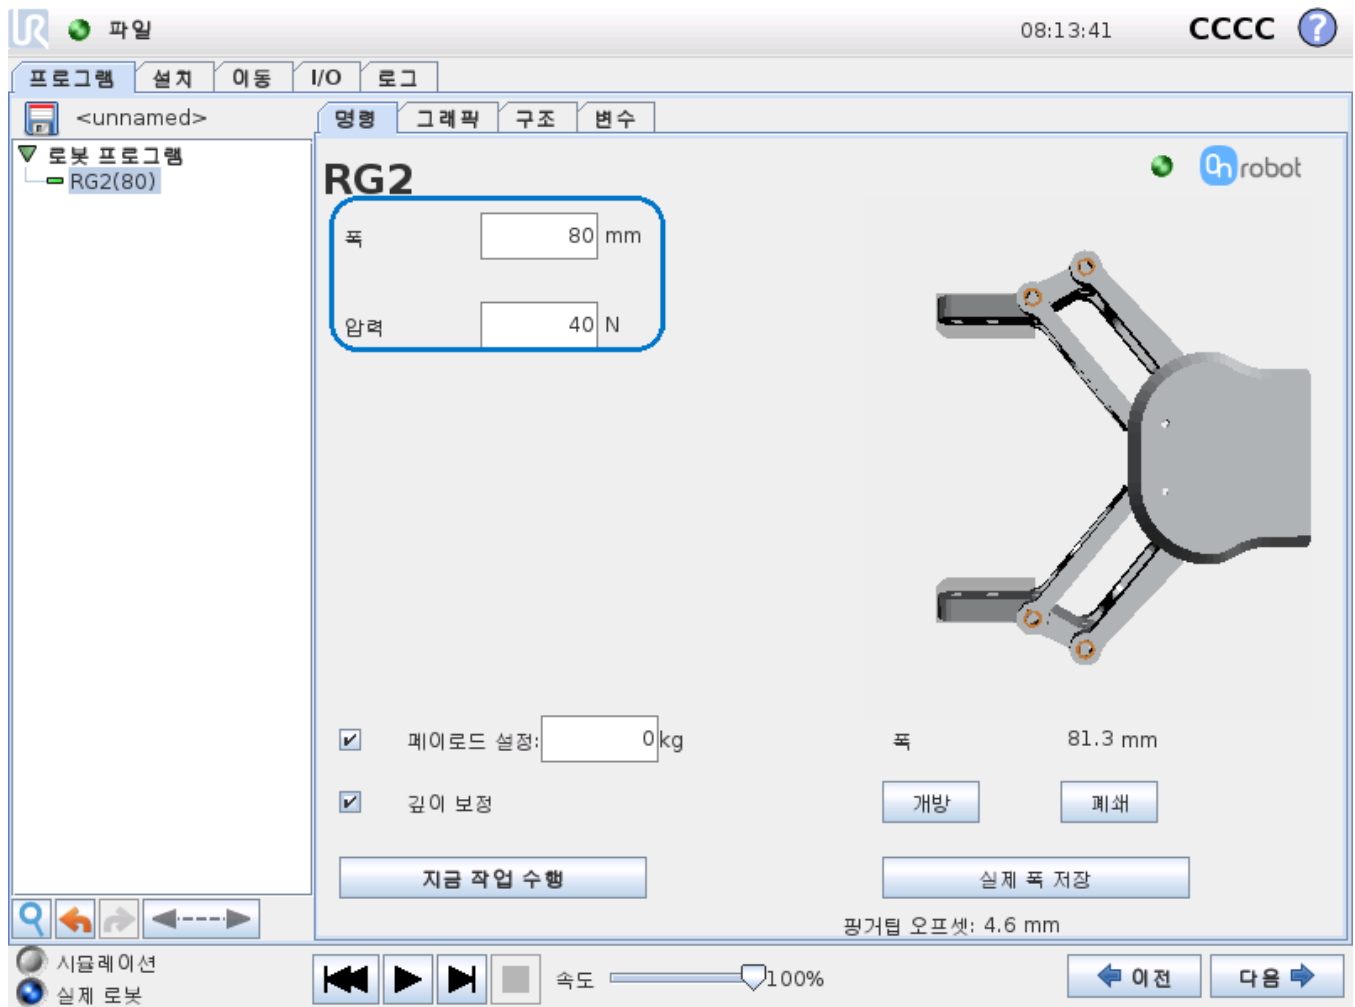 UR 파일 08:13:41 CCCC ?
프로그램 설치 이동 I/O 로그
<unnamed> 명령 그래픽 구조 변수
로봇 프로그램
RG2(80)
RG2
On robot
폭 80 mm
압력 40 N
페이로드 설정: 0 kg 폭 81.3 mm
깊이 보정 개방 폐쇄
지금 작업 수행 실제 폭 저장
핑거팁 오프셋: 4.6 mm
시뮬레이션
실제 로봇
속도 100% 이전 다음